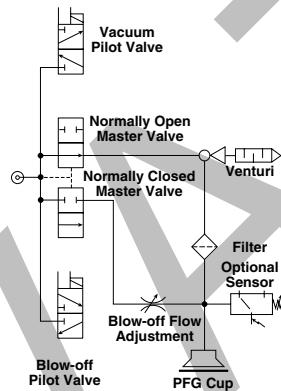 Vacuum
Pilot Valve
Normally Open
Master Valve
Venturi
Normally Closed
Master Valve
Filter
Optional
Sensor
Blow-off Flow
Adjustment
Blow-off
Pilot Valve
PFG Cup